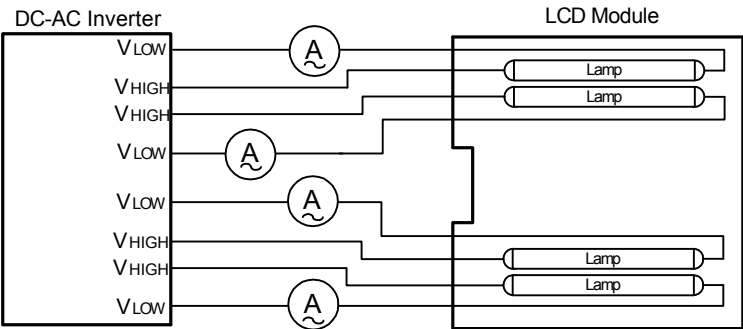 DC-AC Inverter
LCD Module
VLOW
A
Lamp
VHIGH
Lamp
VHIGH
VLOW
A
VLOW
A
VHIGH
Lamp
VHIGH
Lamp
VLOW
A